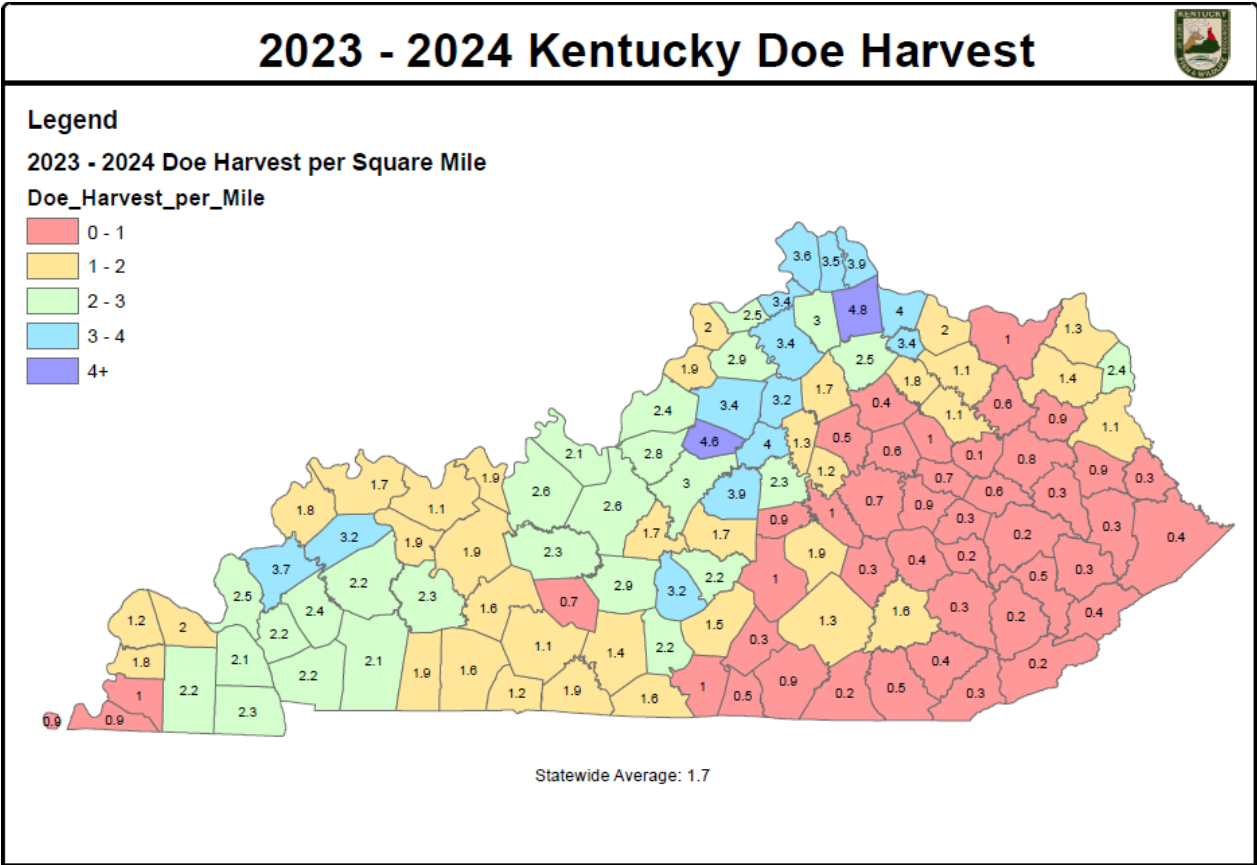 2023 - 2024 Kentucky Doe Harvest
KENTUCKY
FISH & WILDLIFE
Legend
2023 - 2024 Doe Harvest per Square Mile
Doe_Harvest_per_Mile
0 - 1
1 - 2
2 - 3
3 - 4
4+
3.6 3.5 3.9
3.4 4.8 4
2.5 3
2 3.4 3.4 2 1 1.3
2.9 2.5
1.9 1.7 1.8 1.1 1.4 2.4
2.4 3.4 3.2 0.4 1.1 0.6 0.9 1.1
4.6 4 1.3 0.5 0.6 1
2.1 2.8 0.1 0.8
1.9 1.2 0.7 0.9 0.3
1.7 2.6 2.6 3 3.9 2.3 0.7 0.9 0.6 0.3
1.8 1.1 0.9 1 0.3 0.3 0.4
3.2 1.9 1.9 2.3 1.7 1.7 1.9 0.2
3.7 2.2 2.9 2.2 1 0.3 0.4 0.2 0.5 0.3
2.5 2.4 2.3 1.6 0.7 3.2 1.6 0.3 0.2 0.4
1.2 2 2.2 1.1 1.5 1.3
1.8 2.1 2.2 2.1 1.9 1.6 1.4 2.2 0.3 0.4 0.2
1 2.2 1.2 1.9 1.6 1 0.5 0.9 0.2 0.5 0.3
0.9 0.9 2.3
Statewide Average: 1.7